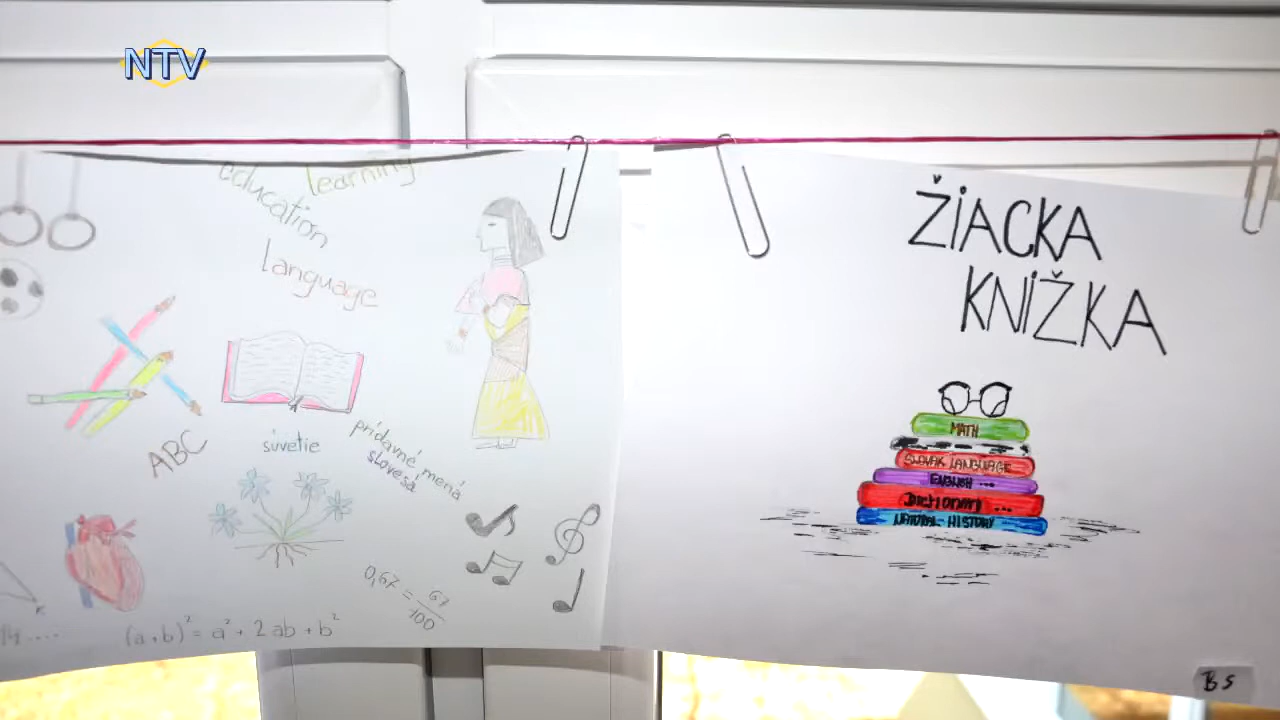 NTV
learning
education
language
ABC
súvetie
prídavné mená
slovesá
0,67 = 67/100
(a+b)² = a² + 2ab + b²
ŽIACKA
KNIŽKA
MATH
SLOVAK LANGUAGE
ENGLISH ...
NATURAL-HISTORY
BS